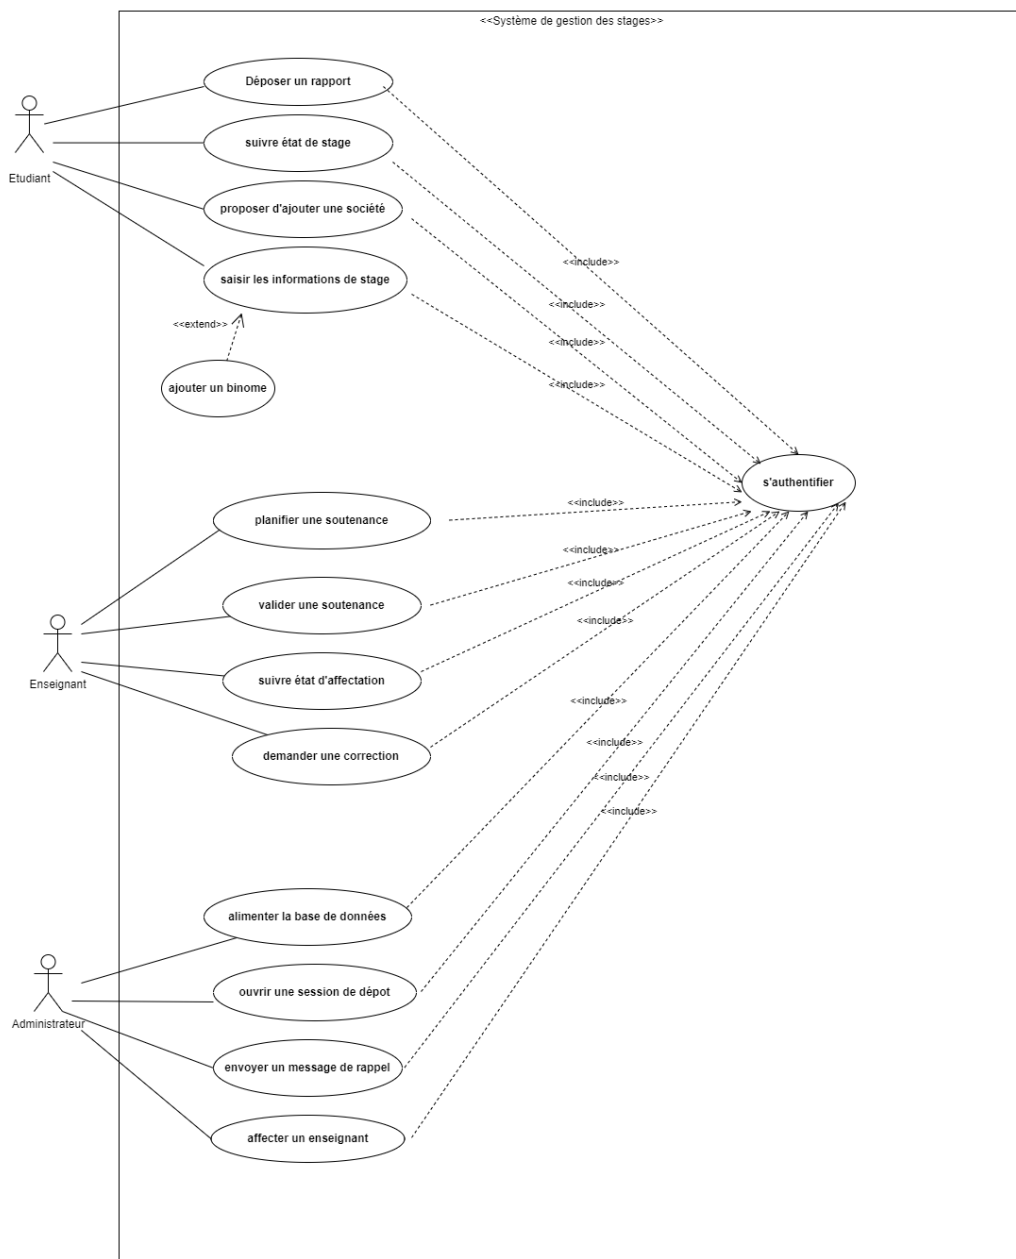 <<Système de gestion des stages>>
Déposer un rapport
suivre état de stage
Etudiant
proposer d'ajouter une société
<<include>>
saisir les informations de stage
<<include>>
<<extend>>
<<include>>
<<include>>
ajouter un binome
s'authentifier
<<include>>
planifier une soutenance
<<include>>
<<include>>
valider une soutenance
<<include>>
suivre état d'affectation
Enseignant
<<include>>
<<include>>
demander une correction
<<include>>
<<include>>
alimenter la base de données
ouvrir une session de dépot
Administrateur
envoyer un message de rappel
affecter un enseignant